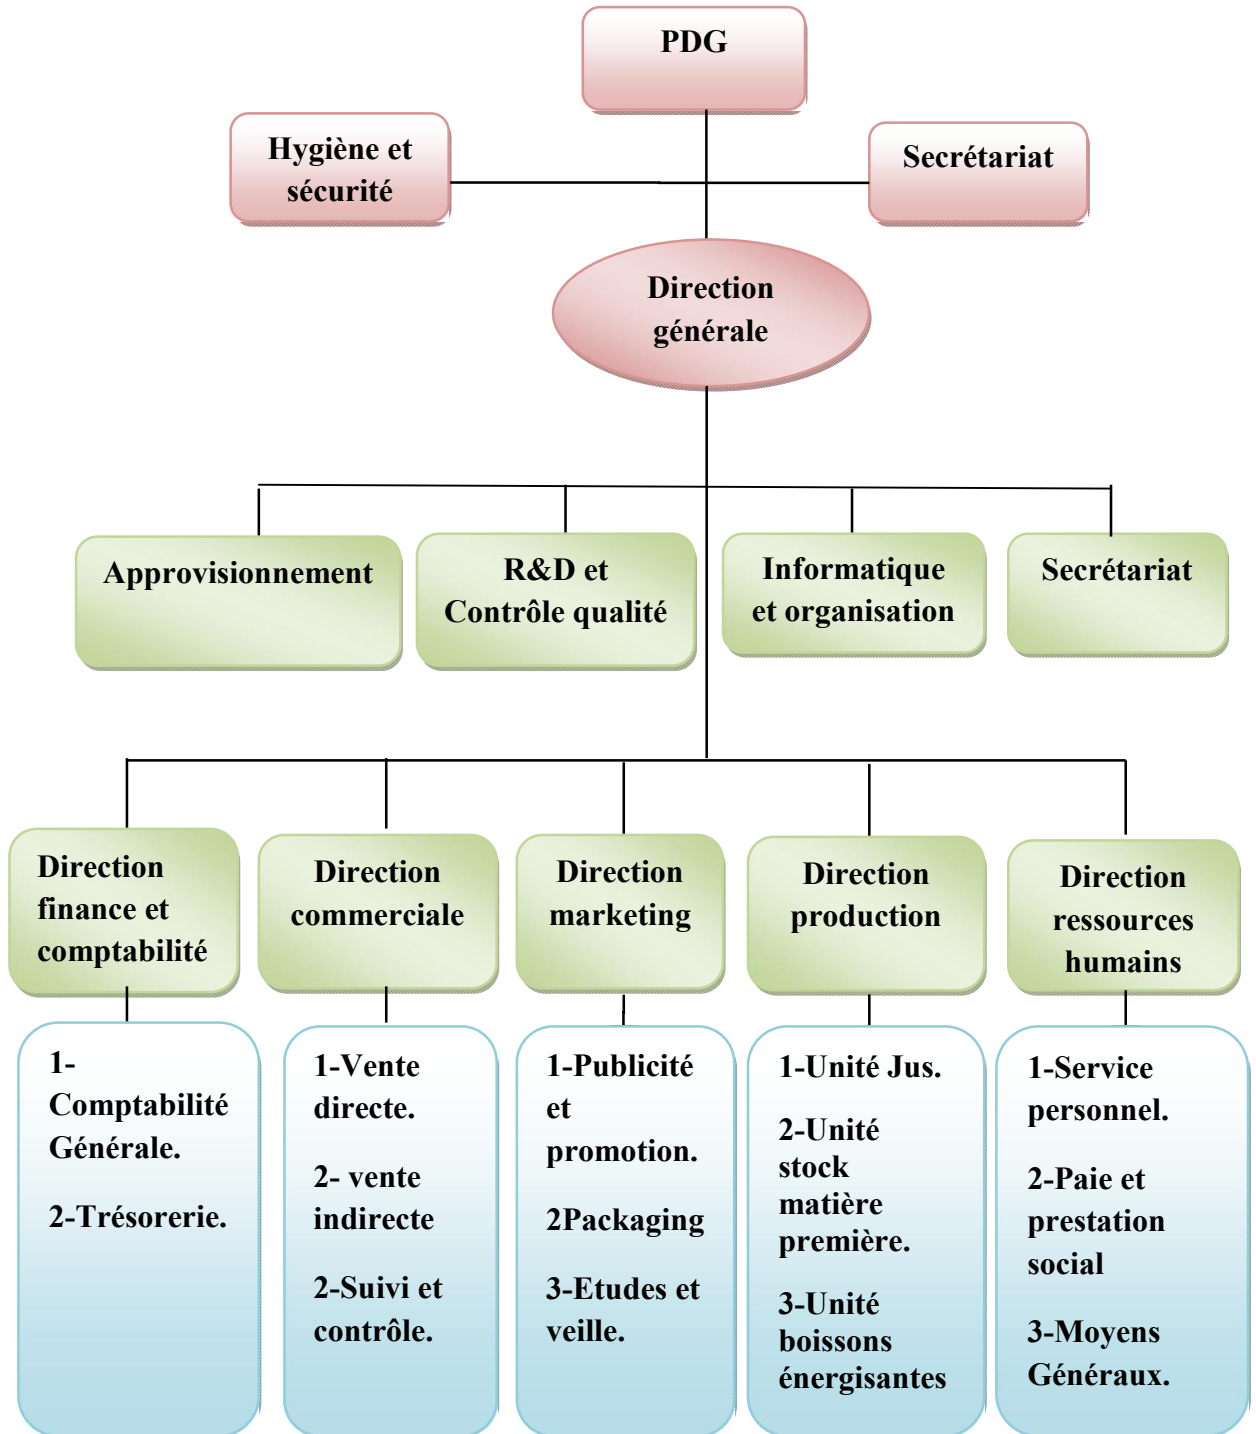 PDG
Hygiène et
sécurité
Secrétariat
Direction
générale
Approvisionnement
R&D et
Contrôle qualité
Informatique
et organisation
Secrétariat
Direction
finance et
comptabilité
Direction
commerciale
Direction
marketing
Direction
production
Direction
ressources
humains
1-
Comptabilité
Générale.
2-Trésorerie.
1-Vente
directe.
2- vente
indirecte
2-Suivi et
contrôle.
1-Publicité
et
promotion.
2Packaging
3-Etudes et
veille.
1-Unité Jus.
2-Unité
stock
matière
première.
3-Unité
boissons
énergisantes
1-Service
personnel.
2-Paie et
prestation
social
3-Moyens
Généraux.